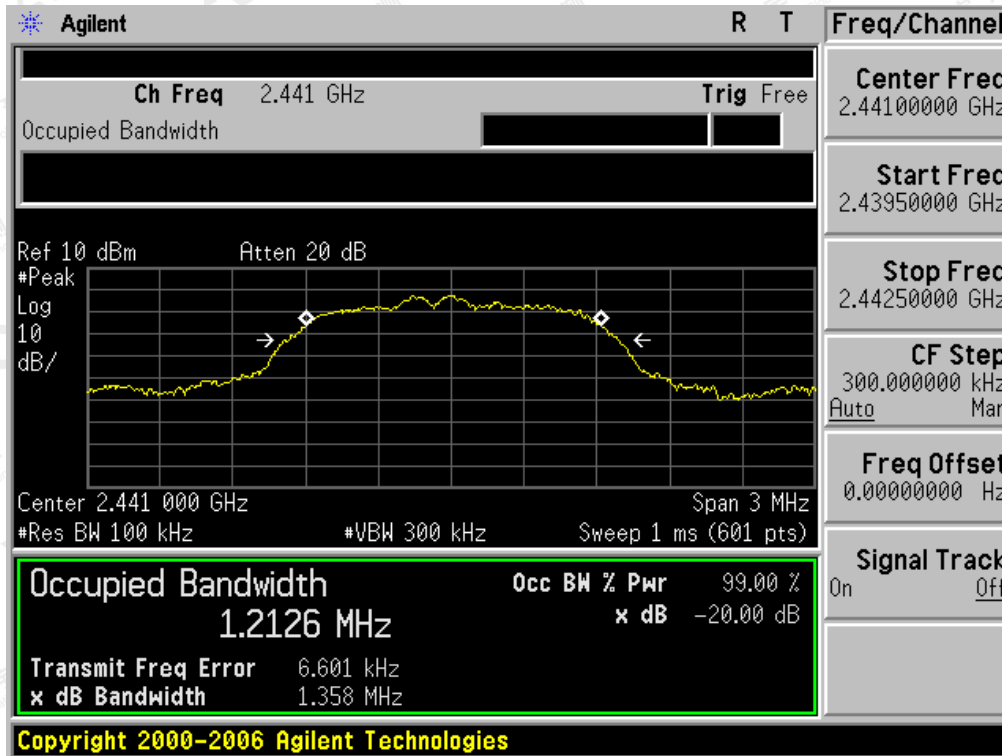 Agilent R T
Ch Freq 2.441 GHz Trig Free
Occupied Bandwidth
Ref 10 dBm Atten 20 dB
#Peak
Log
10
dB/
Center 2.441 000 GHz Span 3 MHz
#Res BW 100 kHz #VBW 300 kHz Sweep 1 ms (601 pts)
Occupied Bandwidth
1.2126 MHz
Occ BW % Pwr 99.00 %
x dB -20.00 dB
Transmit Freq Error 6.601 kHz
x dB Bandwidth 1.358 MHz
Copyright 2000-2006 Agilent Technologies
Freq/Channel
Center Freq
2.44100000 GHz
Start Freq
2.43950000 GHz
Stop Freq
2.44250000 GHz
CF Step
300.000000 kHz
Auto Man
Freq Offset
0.00000000 Hz
Signal Track
On Off